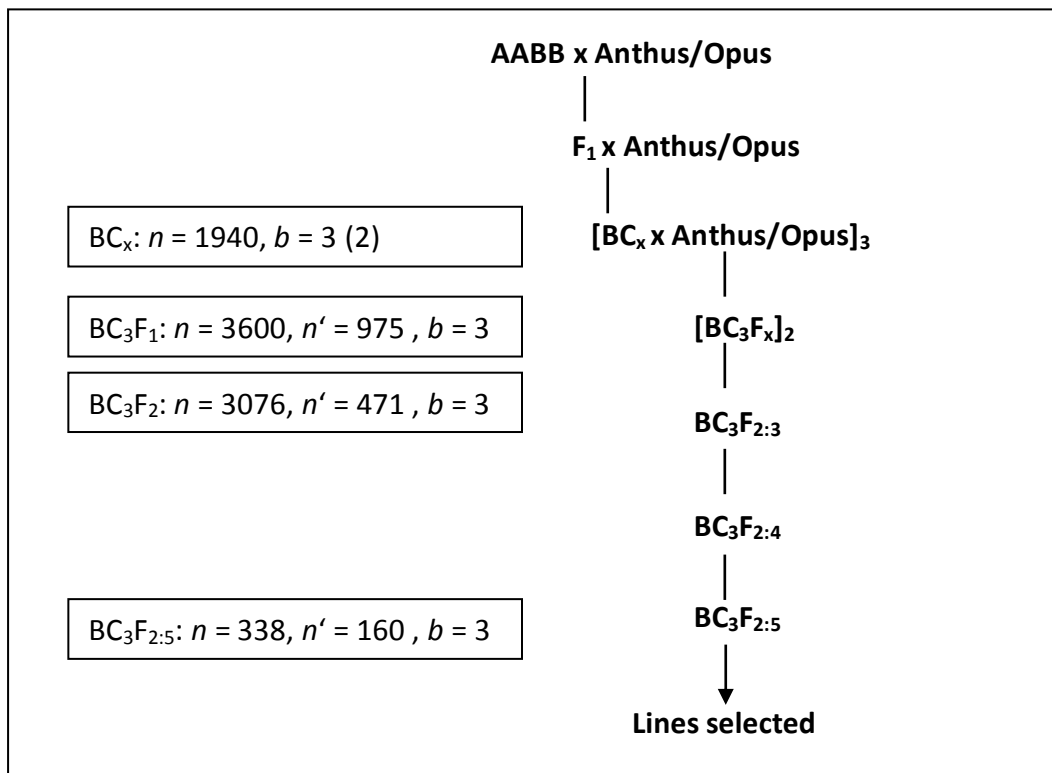 AABB x Anthus/Opus
F₁ x Anthus/Opus
BCₓ: n = 1940, b = 3 (2)
[BCₓ x Anthus/Opus]₃
BC₃F₁: n = 3600, n‘ = 975 , b = 3
[BC₃Fₓ]₂
BC₃F₂: n = 3076, n‘ = 471 , b = 3
BC₃F₂:₃
BC₃F₂:₄
BC₃F₂:₅: n = 338, n‘ = 160 , b = 3
BC₃F₂:₅
Lines selected